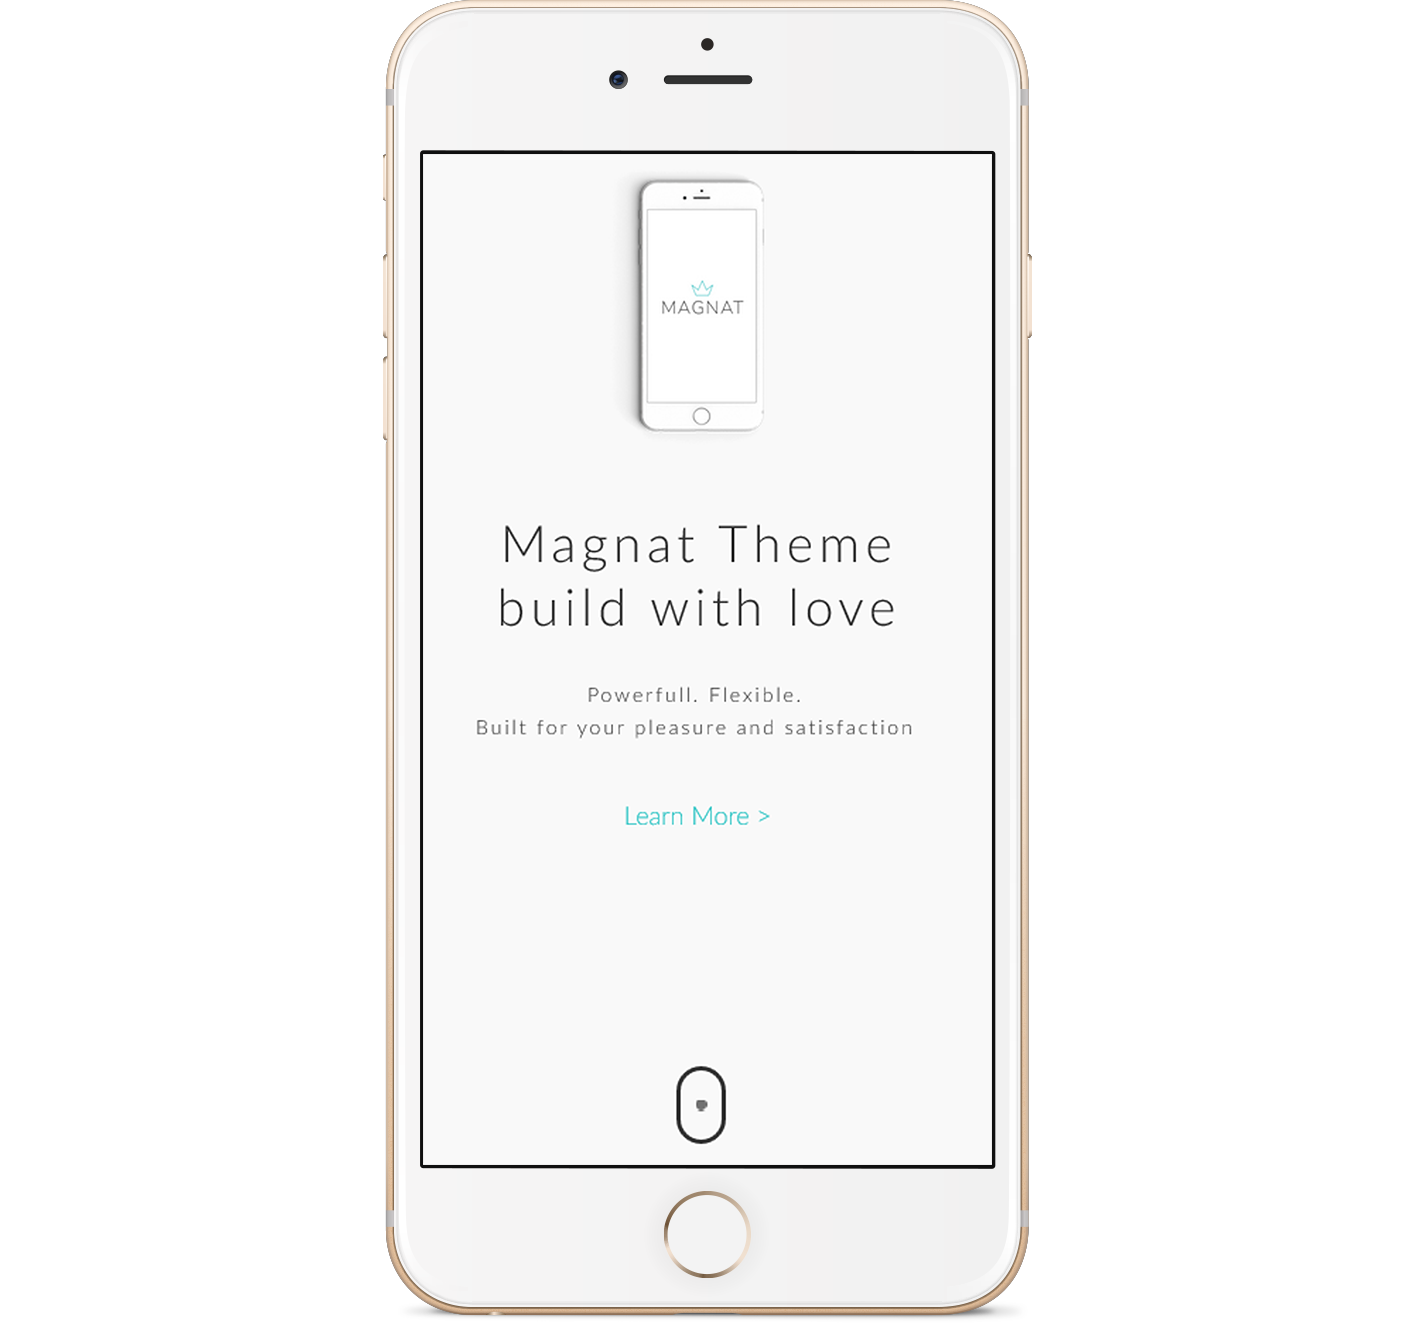 MAGNAT
Magnat Theme
build with love
Powerfull. Flexible.
Built for your pleasure and satisfaction
Learn More >